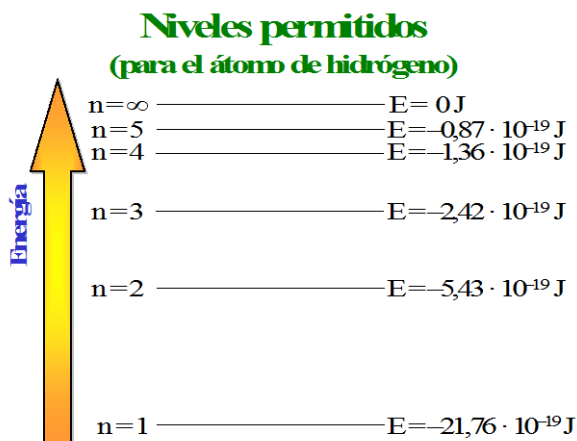 Niveles permitidos
(para el átomo de hidrógeno)
n=∞ E= 0 J
n=5 E=–0,87 · 10⁻¹⁹ J
n=4 E=–1,36 · 10⁻¹⁹ J
n=3 E=–2,42 · 10⁻¹⁹ J
n=2 E=–5,43 · 10⁻¹⁹ J
n=1 E=–21,76 · 10⁻¹⁹ J
Energía